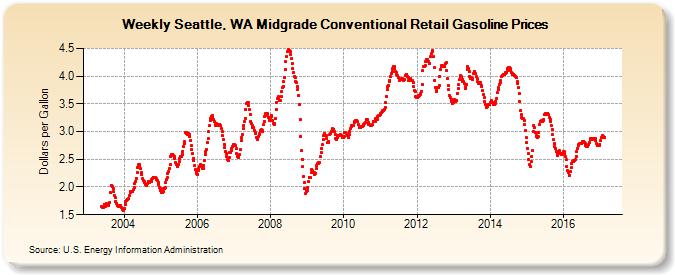 Weekly Seattle, WA Midgrade Conventional Retail Gasoline Prices
Dollars per Gallon
4.5
4.0
3.5
3.0
2.5
2.0
1.5
2004 2006 2008 2010 2012 2014 2016
Source: U.S. Energy Information Administration